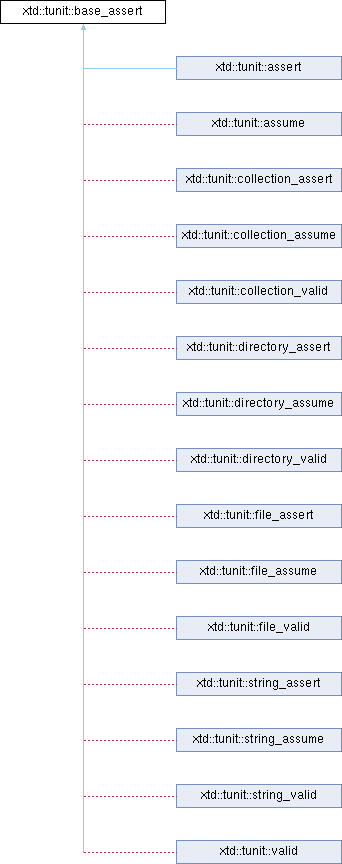 xtd::tunit::base_assert
xtd::tunit::assert
xtd::tunit::assume
xtd::tunit::collection_assert
xtd::tunit::collection_assume
xtd::tunit::collection_valid
xtd::tunit::directory_assert
xtd::tunit::directory_assume
xtd::tunit::directory_valid
xtd::tunit::file_assert
xtd::tunit::file_assume
xtd::tunit::file_valid
xtd::tunit::string_assert
xtd::tunit::string_assume
xtd::tunit::string_valid
xtd::tunit::valid